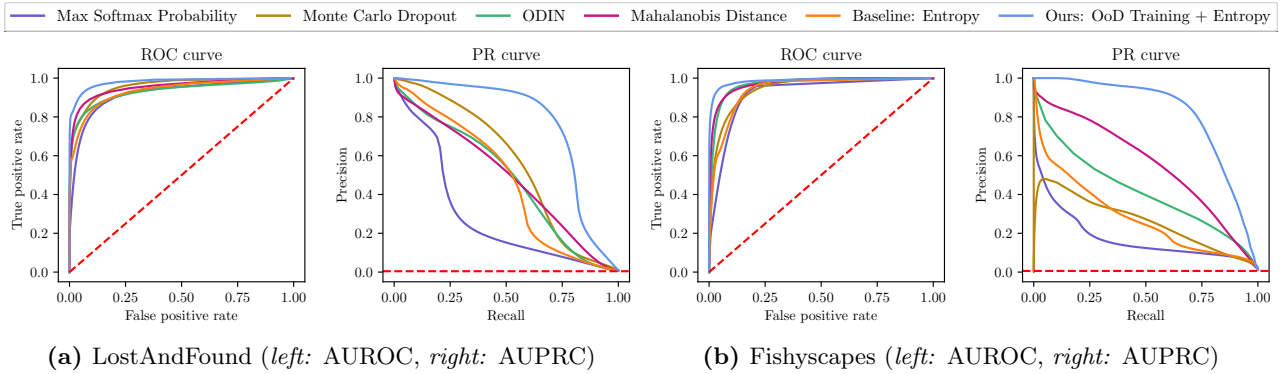 Max Softmax Probability Monte Carlo Dropout ODIN Mahalanobis Distance Baseline: Entropy Ours: OoD Training + Entropy
ROC curve
True positive rate
1.0
0.8
0.6
0.4
0.2
0.0
0.00 0.25 0.50 0.75 1.00
False positive rate
PR curve
Precision
1.0
0.8
0.6
0.4
0.2
0.0
0.00 0.25 0.50 0.75 1.00
Recall
(a) LostAndFound (left: AUROC, right: AUPRC)
ROC curve
True positive rate
1.0
0.8
0.6
0.4
0.2
0.0
0.00 0.25 0.50 0.75 1.00
False positive rate
PR curve
Precision
1.0
0.8
0.6
0.4
0.2
0.0
0.00 0.25 0.50 0.75 1.00
Recall
(b) Fishyscapes (left: AUROC, right: AUPRC)